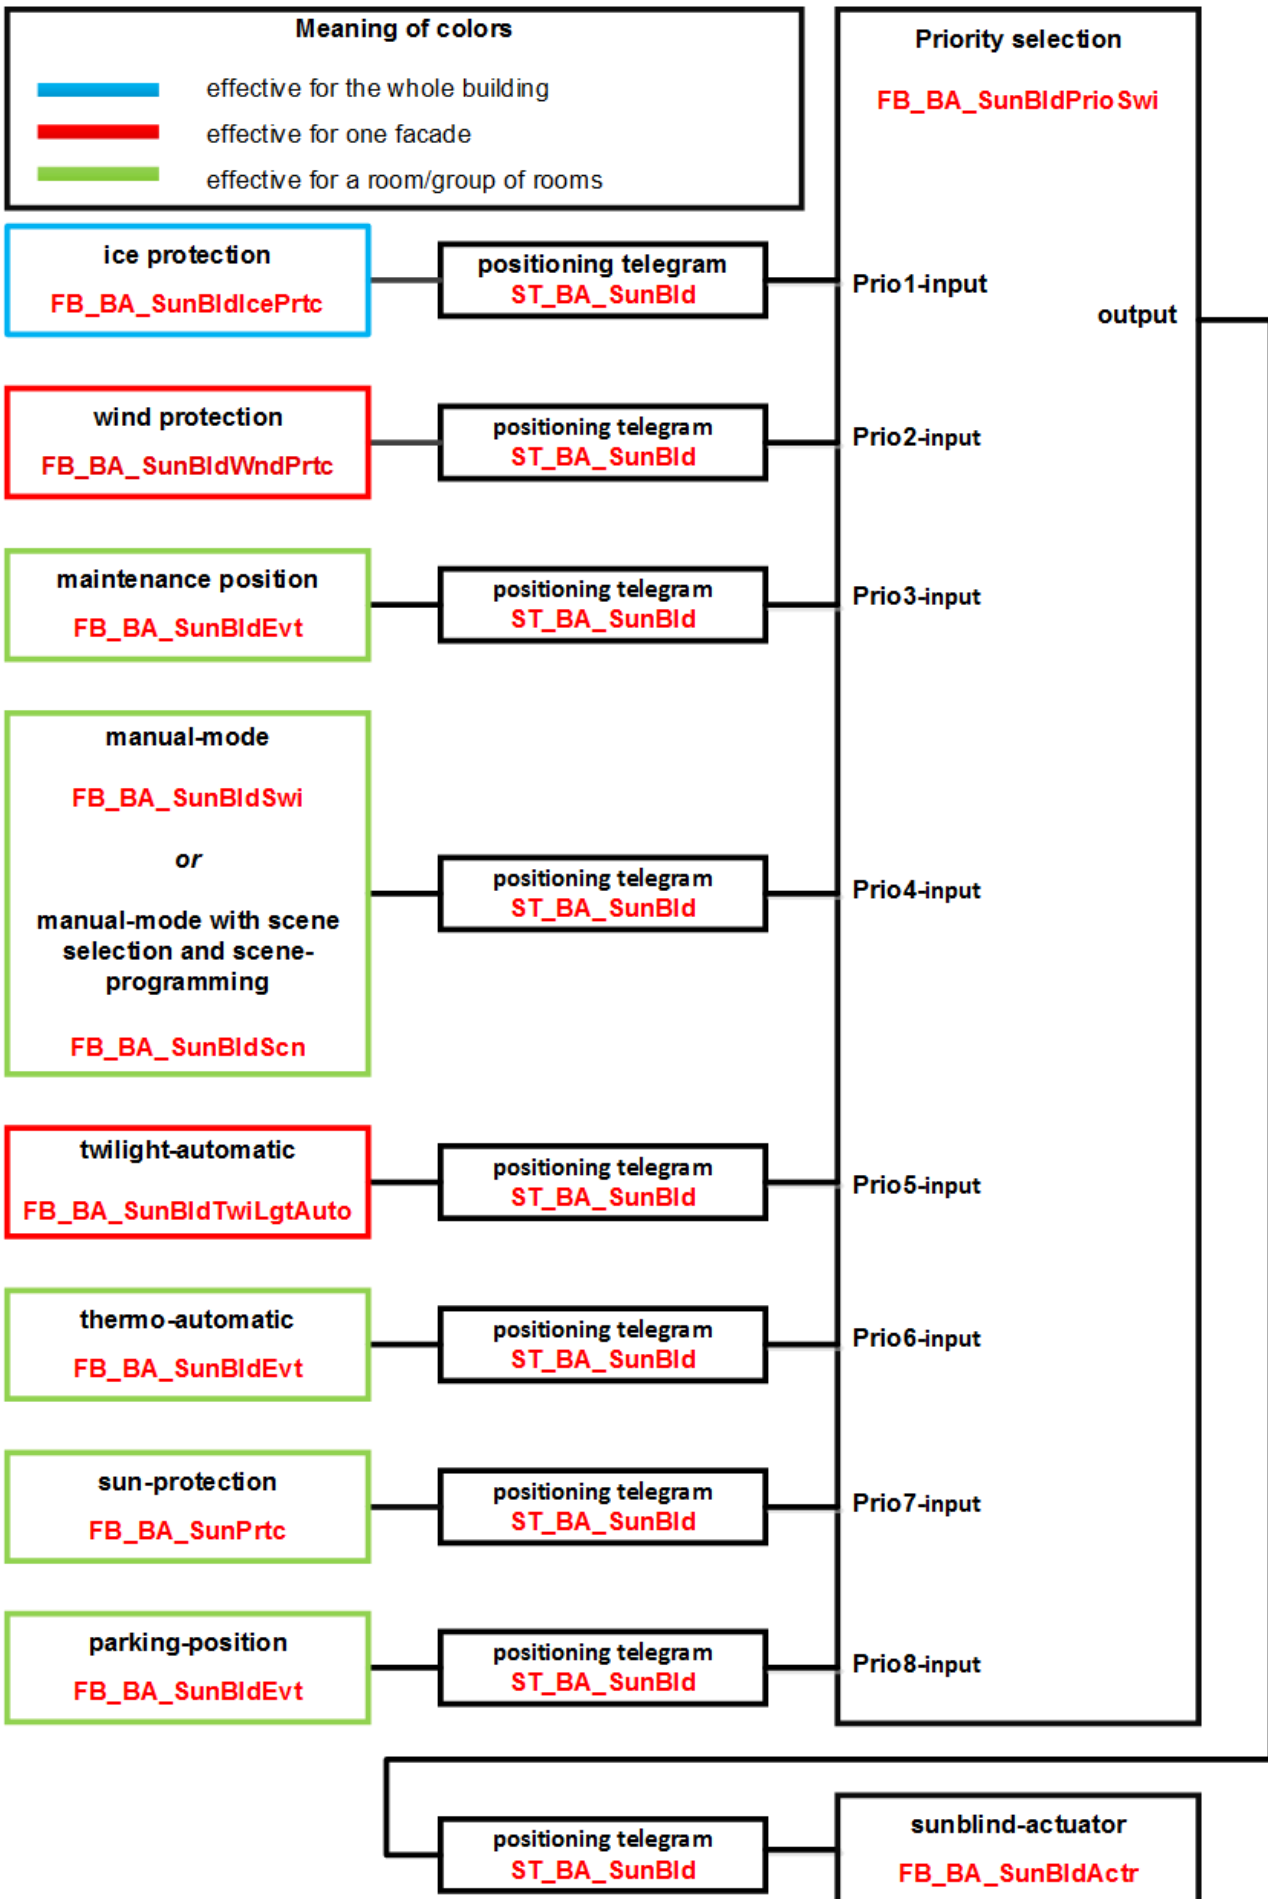 Meaning of colors
effective for the whole building
effective for one facade
effective for a room/group of rooms
Priority selection
FB_BA_SunBldPrioSwi
ice protection
FB_BA_SunBldIcePrtc
positioning telegram
ST_BA_SunBld
Prio1-input
output
wind protection
FB_BA_SunBldWndPrtc
positioning telegram
ST_BA_SunBld
Prio2-input
maintenance position
FB_BA_SunBldEvt
positioning telegram
ST_BA_SunBld
Prio3-input
manual-mode
FB_BA_SunBldSwi
or
manual-mode with scene
selection and scene-
programming
FB_BA_SunBldScn
positioning telegram
ST_BA_SunBld
Prio4-input
twilight-automatic
FB_BA_SunBldTwiLgtAuto
positioning telegram
ST_BA_SunBld
Prio5-input
thermo-automatic
FB_BA_SunBldEvt
positioning telegram
ST_BA_SunBld
Prio6-input
sun-protection
FB_BA_SunPrtc
positioning telegram
ST_BA_SunBld
Prio7-input
parking-position
FB_BA_SunBldEvt
positioning telegram
ST_BA_SunBld
Prio8-input
positioning telegram
ST_BA_SunBld
sunblind-actuator
FB_BA_SunBldActr